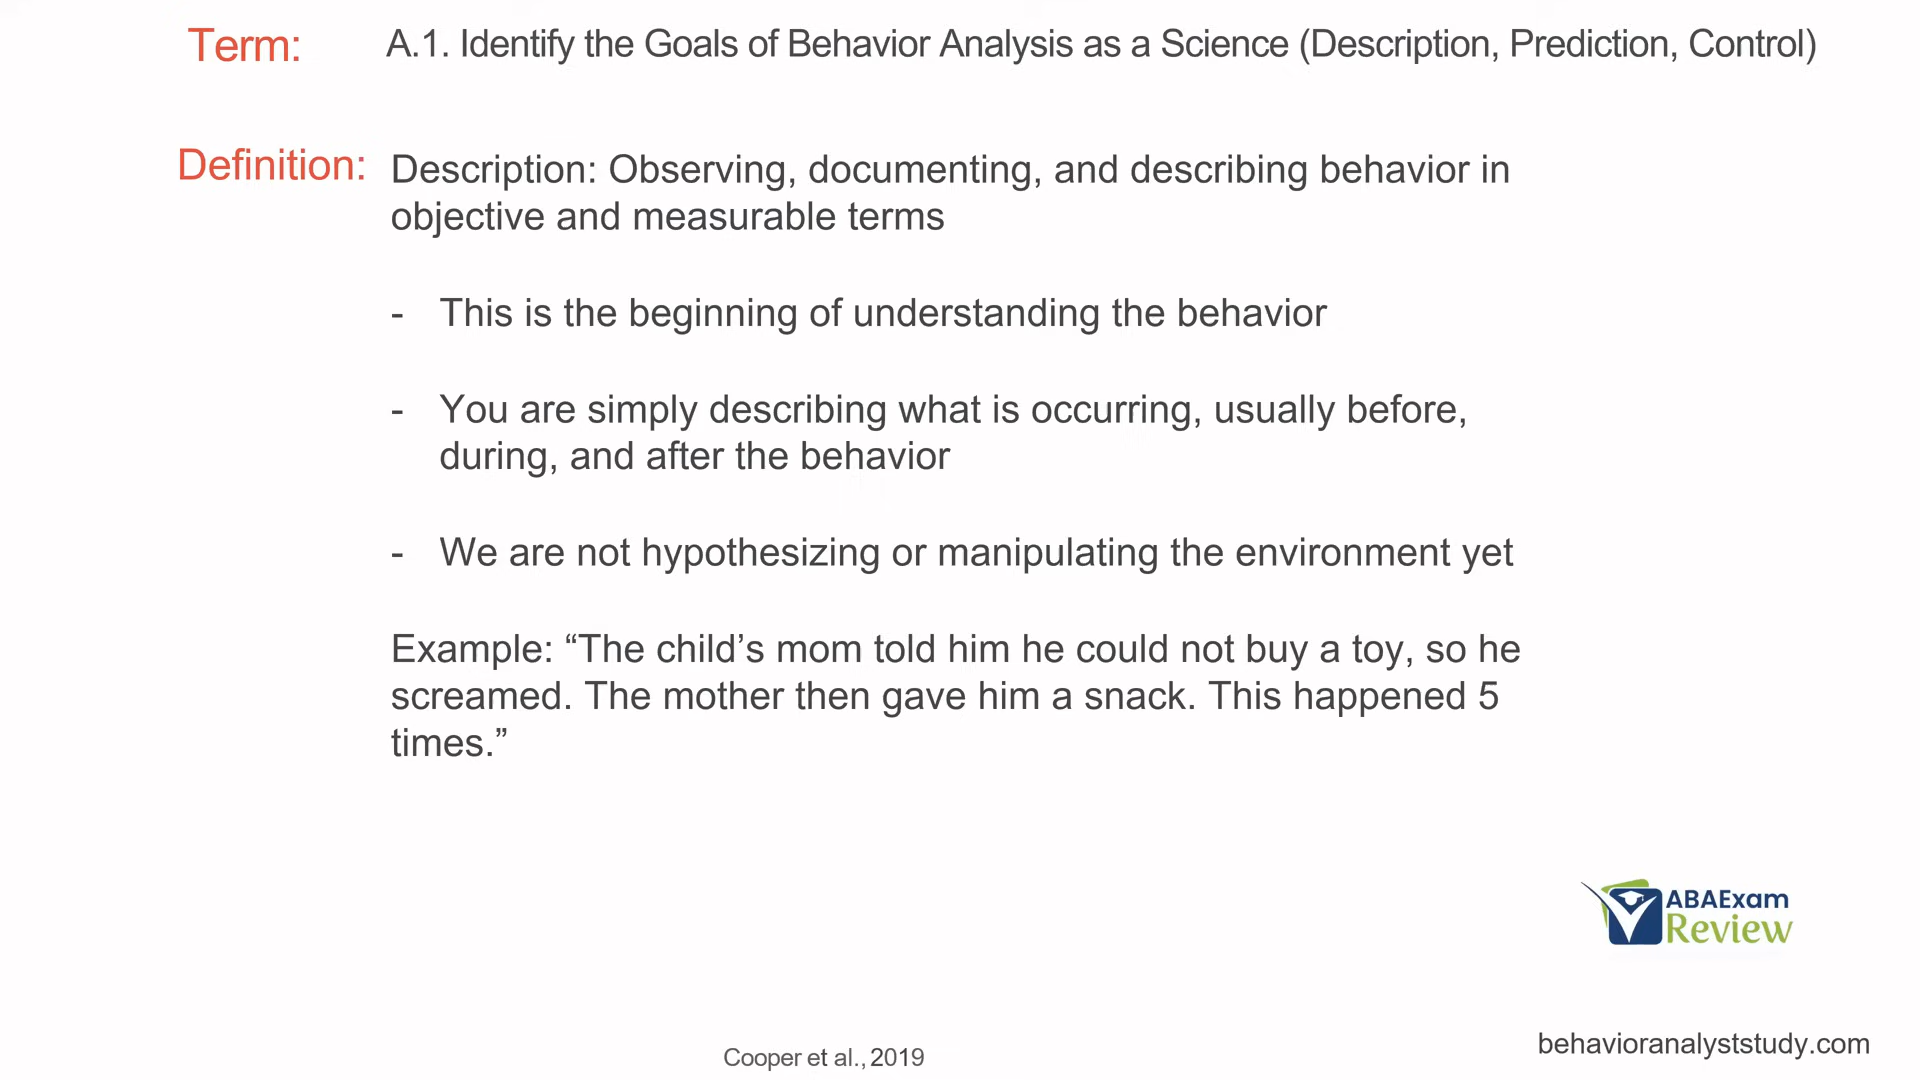 Term: A.1. Identify the Goals of Behavior Analysis as a Science (Description, Prediction, Control)
Definition: Description: Observing, documenting, and describing behavior in
objective and measurable terms
- This is the beginning of understanding the behavior
- You are simply describing what is occurring, usually before,
during, and after the behavior
- We are not hypothesizing or manipulating the environment yet
Example: “The child’s mom told him he could not buy a toy, so he
screamed. The mother then gave him a snack. This happened 5
times.”
ABAExam
Review
Cooper et al., 2019
behavioranalyststudy.com